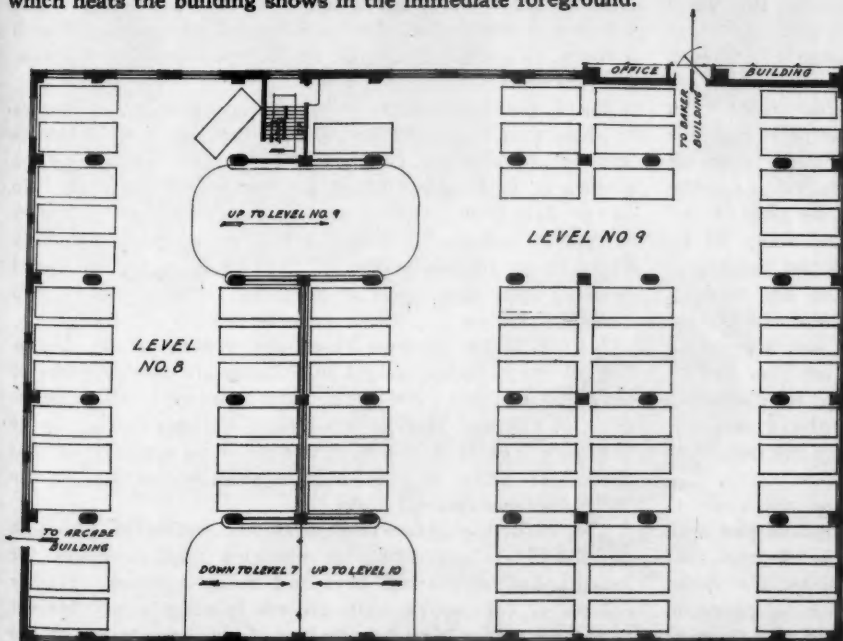 which heats the building shows in the immediate foreground.
OFFICE BUILDING
TO BAKER
BUILDING
UP TO LEVEL NO. 9
LEVEL NO 9
LEVEL
NO. 8
TO ARCADE
BUILDING
DOWN TO LEVEL 7
UP TO LEVEL 10